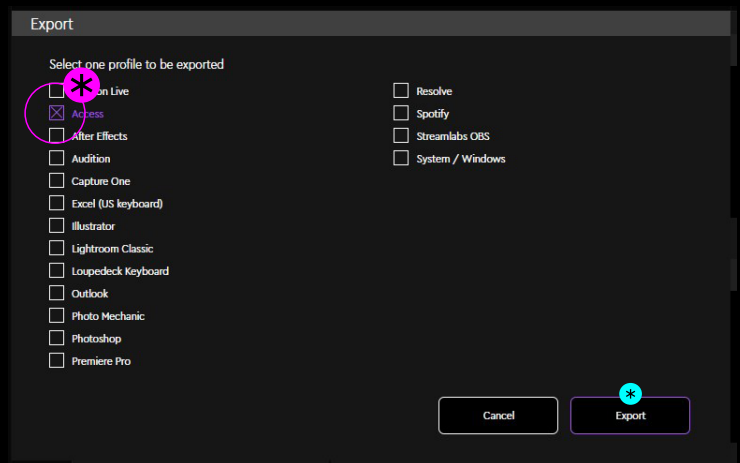 Export
Select one profile to be exported
on Live
Access
After Effects
Audition
Capture One
Excel (US keyboard)
Illustrator
Lightroom Classic
Loupedeck Keyboard
Outlook
Photo Mechanic
Photoshop
Premiere Pro
Resolve
Spotify
Streamlabs OBS
System / Windows
Cancel
Export